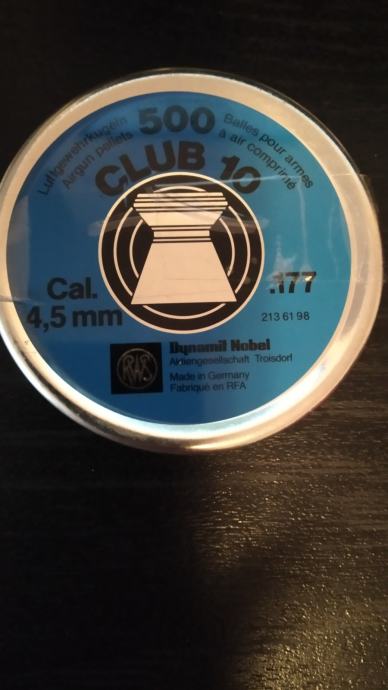 500
Luftgewehrkugeln
Airgun pellets
Balles pour armes
à air comprimé
CLUB 10
Cal.
4,5 mm
.177
213 61 98
RWS
Dynamit Nobel
Aktiengesellschaft Troisdorf
Made in Germany
Fabriqué en RFA